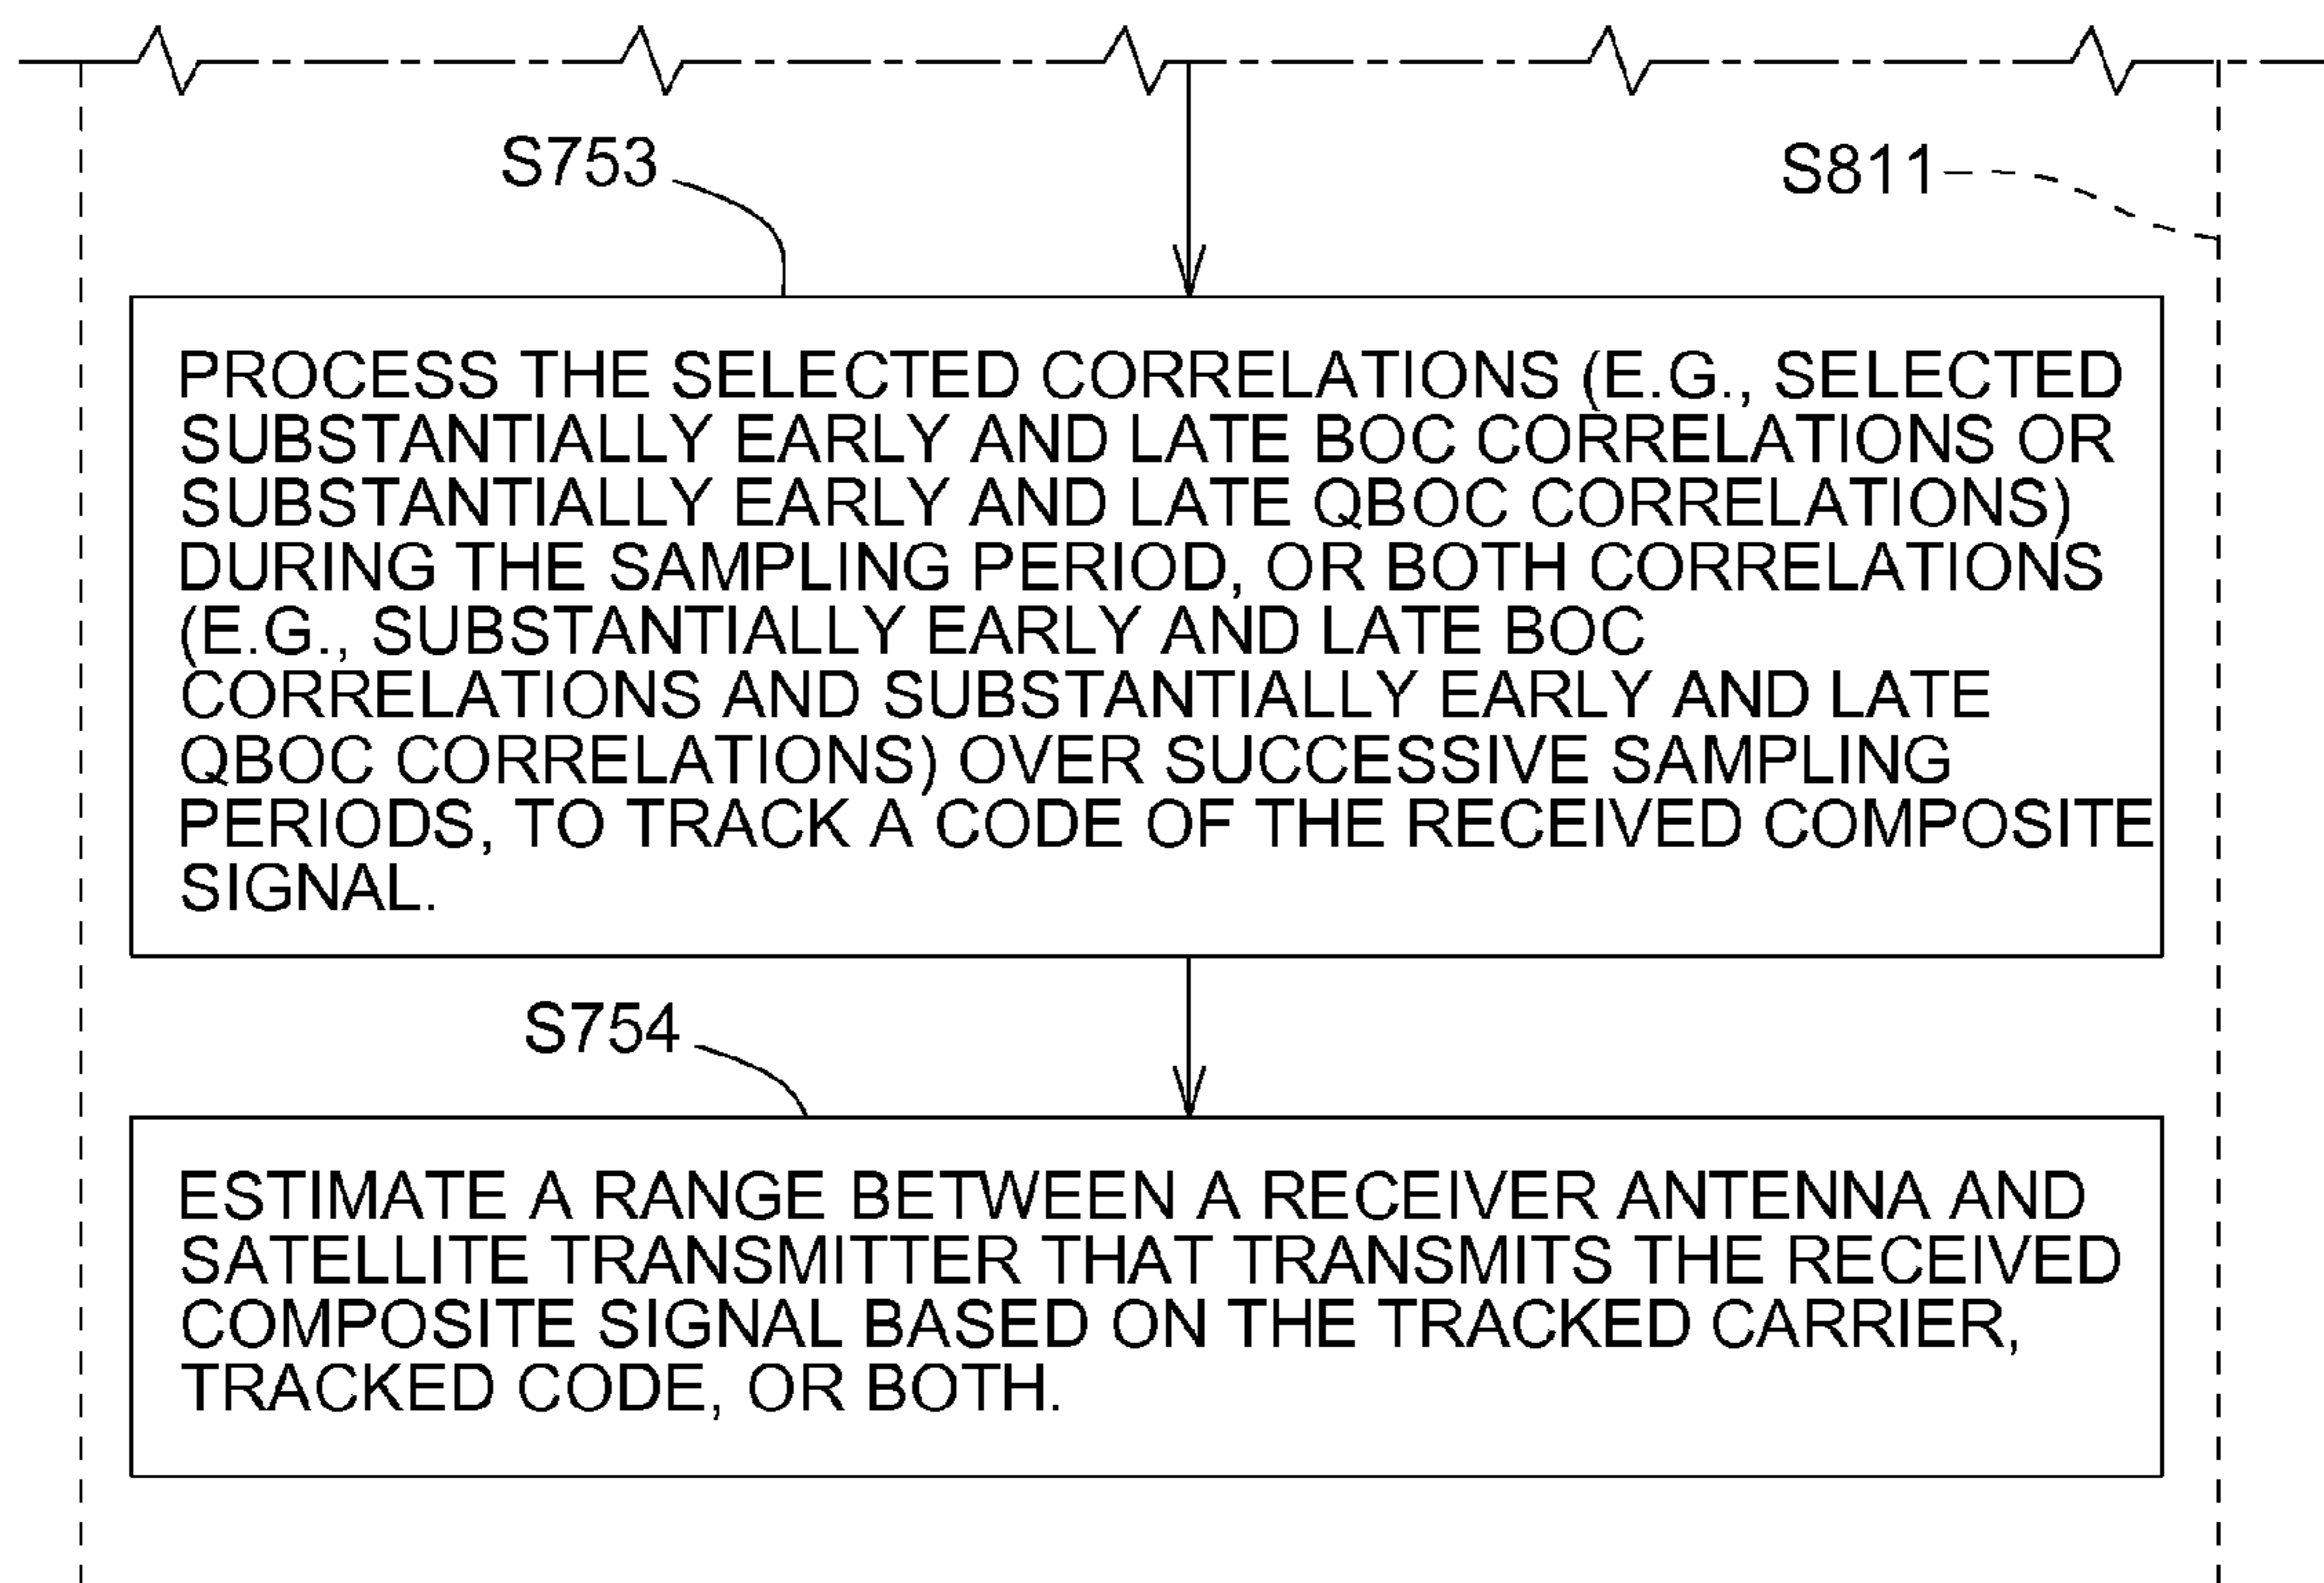 S753
S811
PROCESS THE SELECTED CORRELATIONS (E.G., SELECTED
SUBSTANTIALLY EARLY AND LATE BOC CORRELATIONS OR
SUBSTANTIALLY EARLY AND LATE QBOC CORRELATIONS)
DURING THE SAMPLING PERIOD, OR BOTH CORRELATIONS
(E.G., SUBSTANTIALLY EARLY AND LATE BOC
CORRELATIONS AND SUBSTANTIALLY EARLY AND LATE
QBOC CORRELATIONS) OVER SUCCESSIVE SAMPLING
PERIODS, TO TRACK A CODE OF THE RECEIVED COMPOSITE
SIGNAL.
S754
ESTIMATE A RANGE BETWEEN A RECEIVER ANTENNA AND
SATELLITE TRANSMITTER THAT TRANSMITS THE RECEIVED
COMPOSITE SIGNAL BASED ON THE TRACKED CARRIER,
TRACKED CODE, OR BOTH.